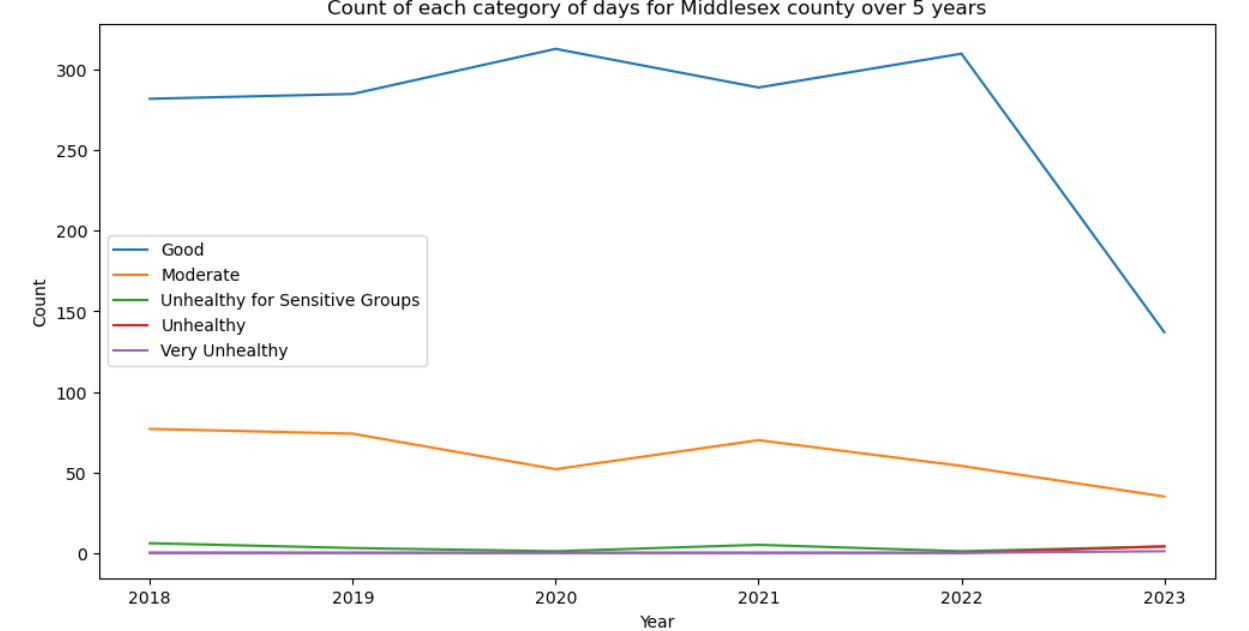 Count of each category of days for Middlesex county over 5 years
300
250
200
150
100
50
0
Count
Good
Moderate
Unhealthy for Sensitive Groups
Unhealthy
Very Unhealthy
2018 2019 2020 2021 2022 2023
Year